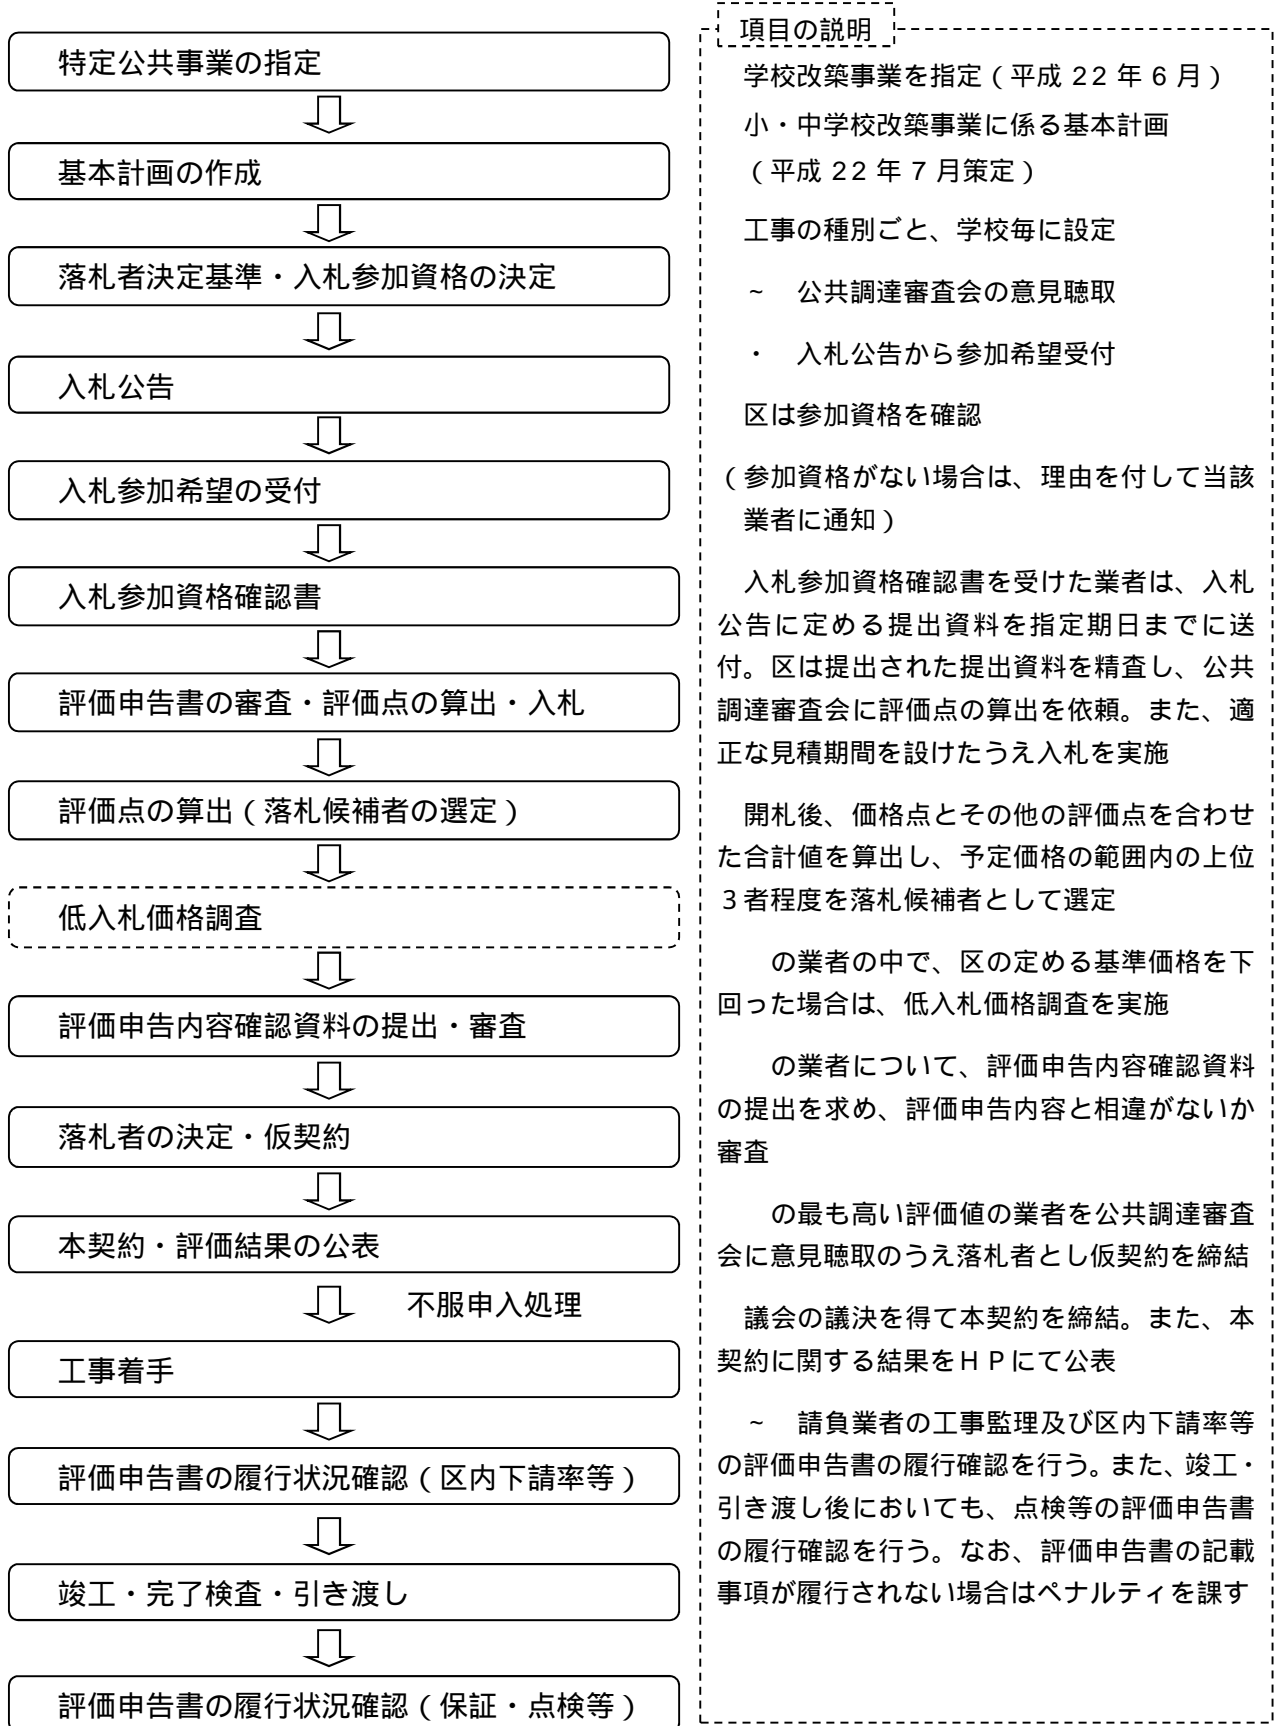 特定公共事業の指定
基本計画の作成
落札者決定基準・入札参加資格の決定
入札公告
入札参加希望の受付
入札参加資格確認書
評価申告書の審査・評価点の算出・入札
評価点の算出（落札候補者の選定）
低入札価格調査
評価申告内容確認資料の提出・審査
落札者の決定・仮契約
本契約・評価結果の公表
不服申入処理
工事着手
評価申告書の履行状況確認（区内下請率等）
竣工・完了検査・引き渡し
評価申告書の履行状況確認（保証・点検等）
項目の説明
学校改築事業を指定（平成 22 年 6 月）
小・中学校改築事業に係る基本計画
（平成 22 年 7 月策定）
工事の種別ごと、学校毎に設定
～　公共調達審査会の意見聴取
・　入札公告から参加希望受付
区は参加資格を確認
（参加資格がない場合は、理由を付して当該
業者に通知）
入札参加資格確認書を受けた業者は、入札
公告に定める提出資料を指定期日までに送
付。区は提出された提出資料を精査し、公共
調達審査会に評価点の算出を依頼。また、適
正な見積期間を設けたうえ入札を実施
開札後、価格点とその他の評価点を合わせ
た合計値を算出し、予定価格の範囲内の上位
３者程度を落札候補者として選定
の業者の中で、区の定める基準価格を下
回った場合は、低入札価格調査を実施
の業者について、評価申告内容確認資料
の提出を求め、評価申告内容と相違がないか
審査
の最も高い評価値の業者を公共調達審査
会に意見聴取のうえ落札者とし仮契約を締結
議会の議決を得て本契約を締結。また、本
契約に関する結果をＨＰにて公表
～　請負業者の工事監理及び区内下請率等
の評価申告書の履行確認を行う。また、竣工・
引き渡し後においても、点検等の評価申告書
の履行確認を行う。なお、評価申告書の記載
事項が履行されない場合はペナルティを課す